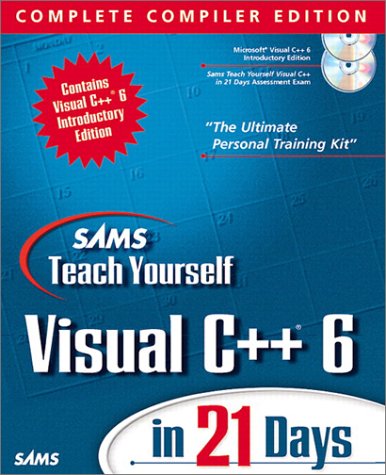 COMPLETE COMPILER EDITION
Microsoft® Visual C++ 6
Introductory Edition
Sams Teach Yourself Visual C++
in 21 Days Assessment Exam
Contains
Visual C++® 6
Introductory
Edition
"The Ultimate
Personal Training Kit"
SAMS
Teach Yourself
Visual C++® 6
in 21 Days
SAMS